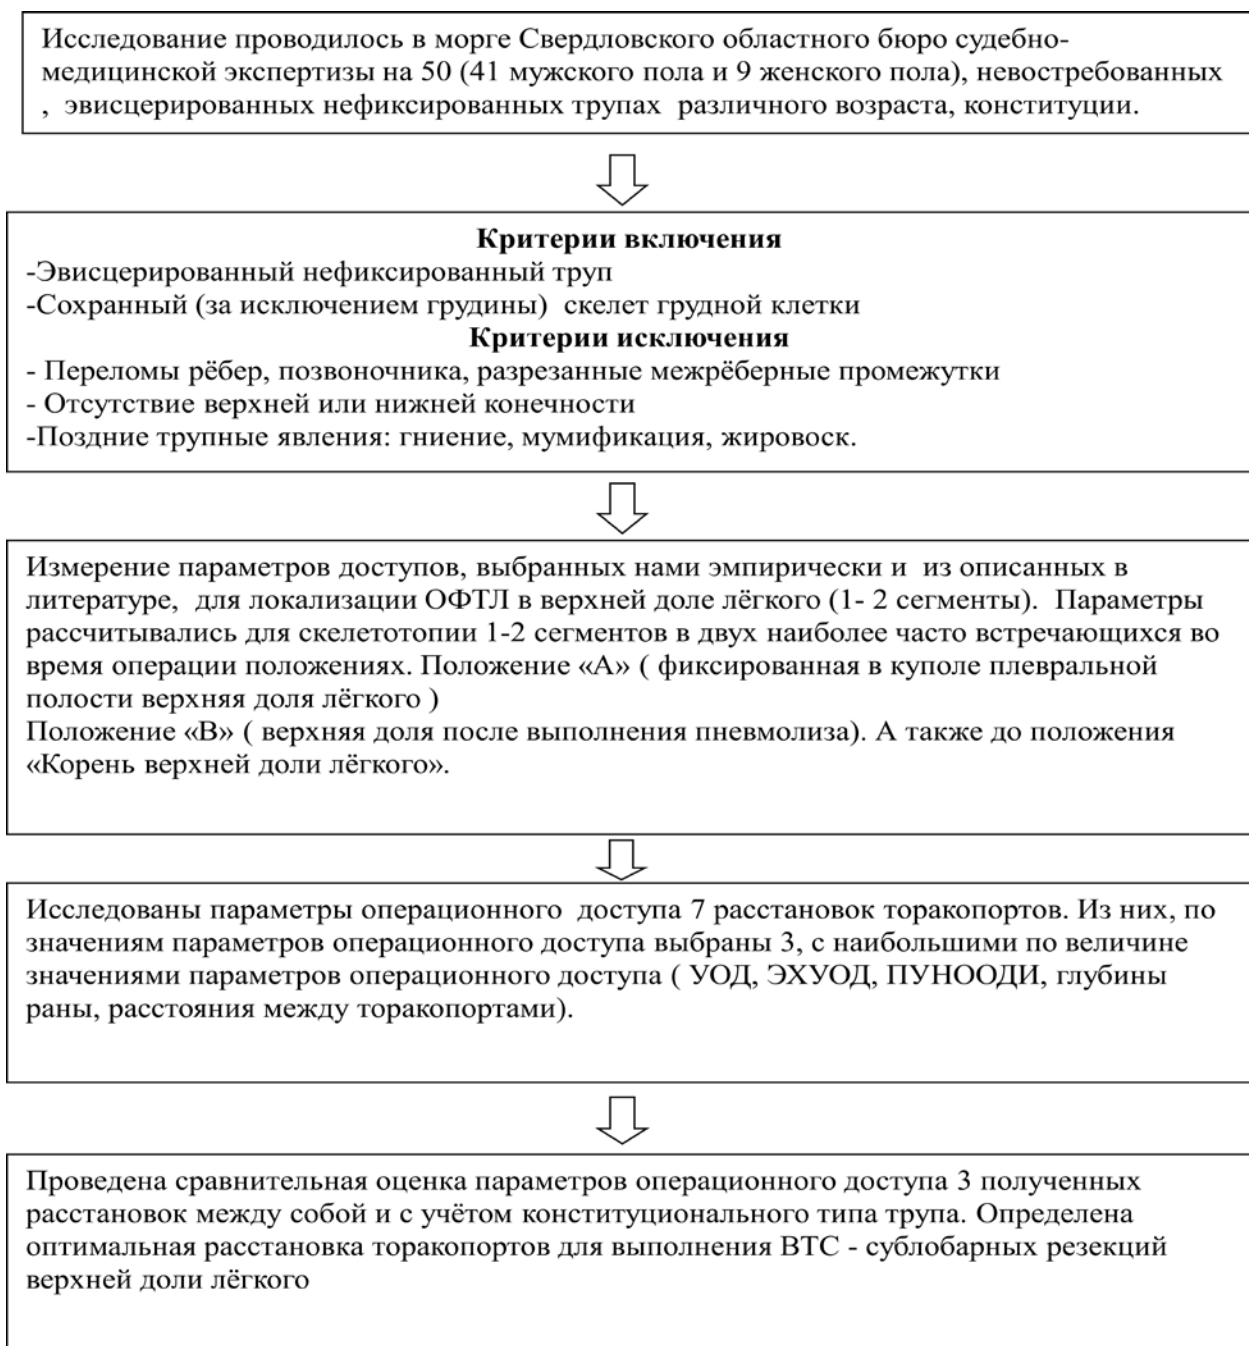 Исследование проводилось в морге Свердловского областного бюро судебно-
медицинской экспертизы на 50 (41 мужского пола и 9 женского пола), невостребованных
, эвисцерированных нефиксированных трупах различного возраста, конституции.
Критерии включения
-Эвисцерированный нефиксированный труп
-Сохранный (за исключением грудины) скелет грудной клетки
Критерии исключения
- Переломы рёбер, позвоночника, разрезанные межрёберные промежутки
- Отсутствие верхней или нижней конечности
-Поздние трупные явления: гниение, мумификация, жировоск.
Измерение параметров доступов, выбранных нами эмпирически и из описанных в
литературе, для локализации ОФТЛ в верхней доле лёгкого (1- 2 сегменты). Параметры
рассчитывались для скелетотопии 1-2 сегментов в двух наиболее часто встречающихся во
время операции положениях. Положение «А» ( фиксированная в куполе плевральной
полости верхняя доля лёгкого )
Положение «В» ( верхняя доля после выполнения пневмолиза). А также до положения
«Корень верхней доли лёгкого».
Исследованы параметры операционного доступа 7 расстановок торакопортов. Из них, по
значениям параметров операционного доступа выбраны 3, с наибольшими по величине
значениями параметров операционного доступа ( УОД, ЭХУОД, ПУНООДИ, глубины
раны, расстояния между торакопортами).
Проведена сравнительная оценка параметров операционного доступа 3 полученных
расстановок между собой и с учётом конституционального типа трупа. Определена
оптимальная расстановка торакопортов для выполнения ВТС - сублобарных резекций
верхней доли лёгкого